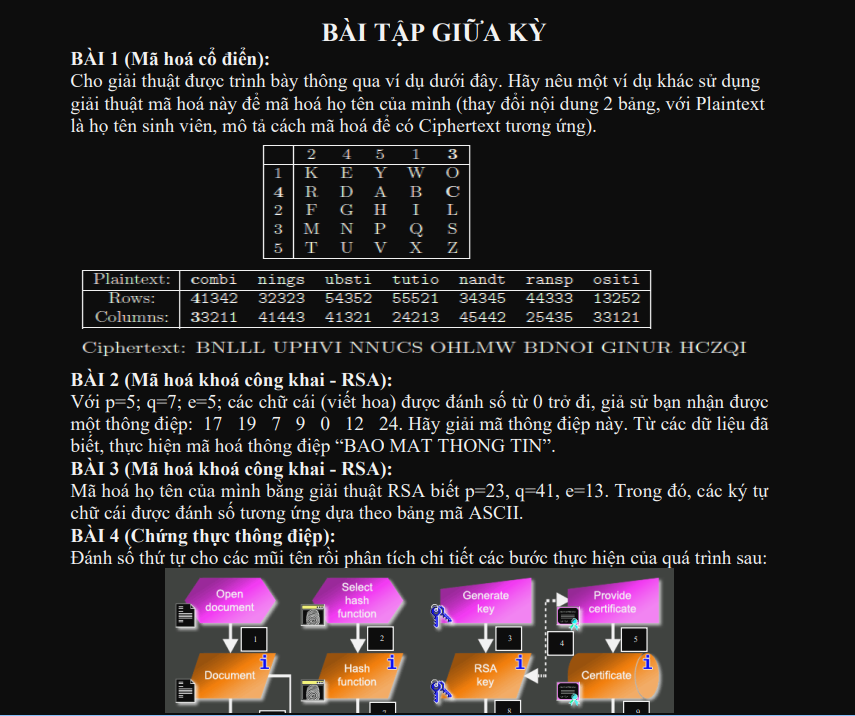 BÀI TẬP GIỮA KỲ
BÀI 1 (Mã hoá cổ điển):
Cho giải thuật được trình bày thông qua ví dụ dưới đây. Hãy nêu một ví dụ khác sử dụng
giải thuật mã hoá này để mã hoá họ tên của mình (thay đổi nội dung 2 bảng, với Plaintext
là họ tên sinh viên, mô tả cách mã hoá để có Ciphertext tương ứng).
2 4 5 1 3
1 K E Y W O
4 R D A B C
2 F G H I L
3 M N P Q S
5 T U V X Z
Plaintext: combi nings ubsti tutio nandt ransp ositi
Rows: 41342 32323 54352 55521 34345 44333 13252
Columns: 33211 41443 41321 24213 45442 25435 33121
Ciphertext: BNLLL UPHVI NNUCS OHLMW BDNOI GINUR HCZQI
BÀI 2 (Mã hoá khoá công khai - RSA):
Với p=5; q=7; e=5; các chữ cái (viết hoa) được đánh số từ 0 trở đi, giả sử bạn nhận được
một thông điệp: 17 19 7 9 0 12 24. Hãy giải mã thông điệp này. Từ các dữ liệu đã
biết, thực hiện mã hoá thông điệp “BAO MAT THONG TIN”.
BÀI 3 (Mã hoá khoá công khai - RSA):
Mã hoá họ tên của mình bằng giải thuật RSA biết p=23, q=41, e=13. Trong đó, các ký tự
chữ cái được đánh số tương ứng dựa theo bảng mã ASCII.
BÀI 4 (Chứng thực thông điệp):
Đánh số thứ tự cho các mũi tên rồi phân tích chi tiết các bước thực hiện của quá trình sau:
Open
document
Select
hash
function
Generate
key
Provide
certificate
1
2
3
4
5
Document
i
Hash
function
i
RSA
key
i
Certificate
i